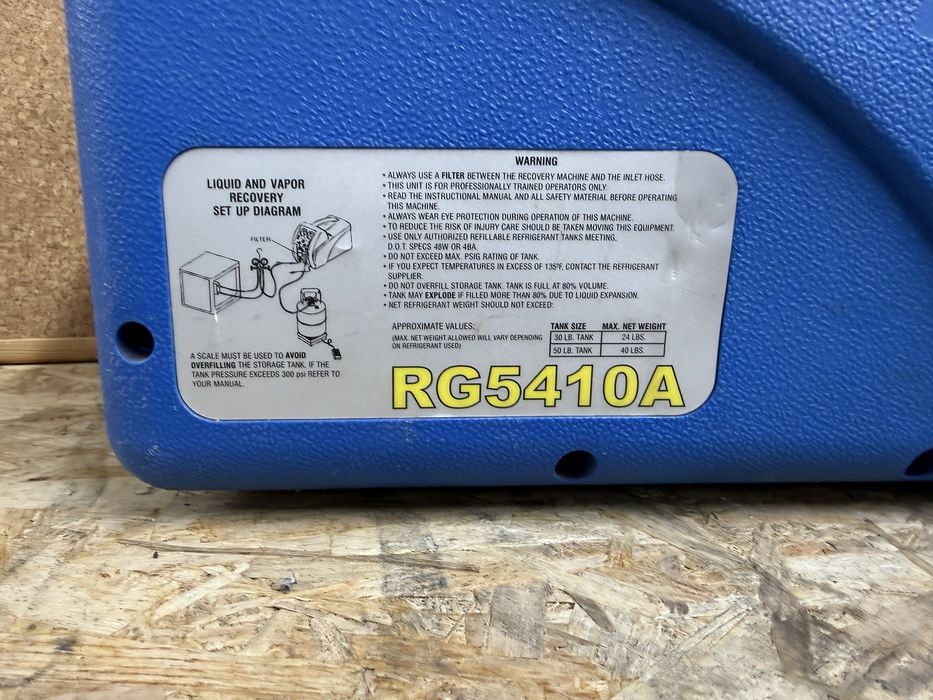 LIQUID AND VAPOR
RECOVERY
SET UP DIAGRAM
FILTER
A SCALE MUST BE USED TO AVOID
OVERFILLING THE STORAGE TANK. IF THE
TANK PRESSURE EXCEEDS 300 psi REFER TO
YOUR MANUAL.
WARNING
• ALWAYS USE A FILTER BETWEEN THE RECOVERY MACHINE AND THE INLET HOSE.
• THIS UNIT IS FOR PROFESSIONALLY TRAINED OPERATORS ONLY.
• READ THE INSTRUCTIONAL MANUAL AND ALL SAFETY MATERIAL BEFORE OPERATING
THIS MACHINE.
• ALWAYS WEAR EYE PROTECTION DURING OPERATION OF THIS MACHINE.
• TO REDUCE THE RISK OF INJURY CARE SHOULD BE TAKEN MOVING THIS EQUIPMENT.
• USE ONLY AUTHORIZED REFILLABLE REFRIGERANT TANKS MEETING,
D.O.T. SPECS 48W OR 4BA.
• DO NOT EXCEED MAX. PSIG RATING OF TANK.
• IF YOU EXPECT TEMPERATURES IN EXCESS OF 135°F, CONTACT THE REFRIGERANT
SUPPLIER.
• DO NOT OVERFILL STORAGE TANK. TANK IS FULL AT 80% VOLUME.
• TANK MAY EXPLODE IF FILLED MORE THAN 80% DUE TO LIQUID EXPANSION.
• NET REFRIGERANT WEIGHT SHOULD NOT EXCEED:
APPROXIMATE VALUES.
(MAX. NET WEIGHT ALLOWED WILL VARY DEPENDING
ON REFRIGERANT USED)
TANK SIZE MAX. NET WEIGHT
30 LB. TANK 24 LBS.
50 LB. TANK 40 LBS.
RG5410A